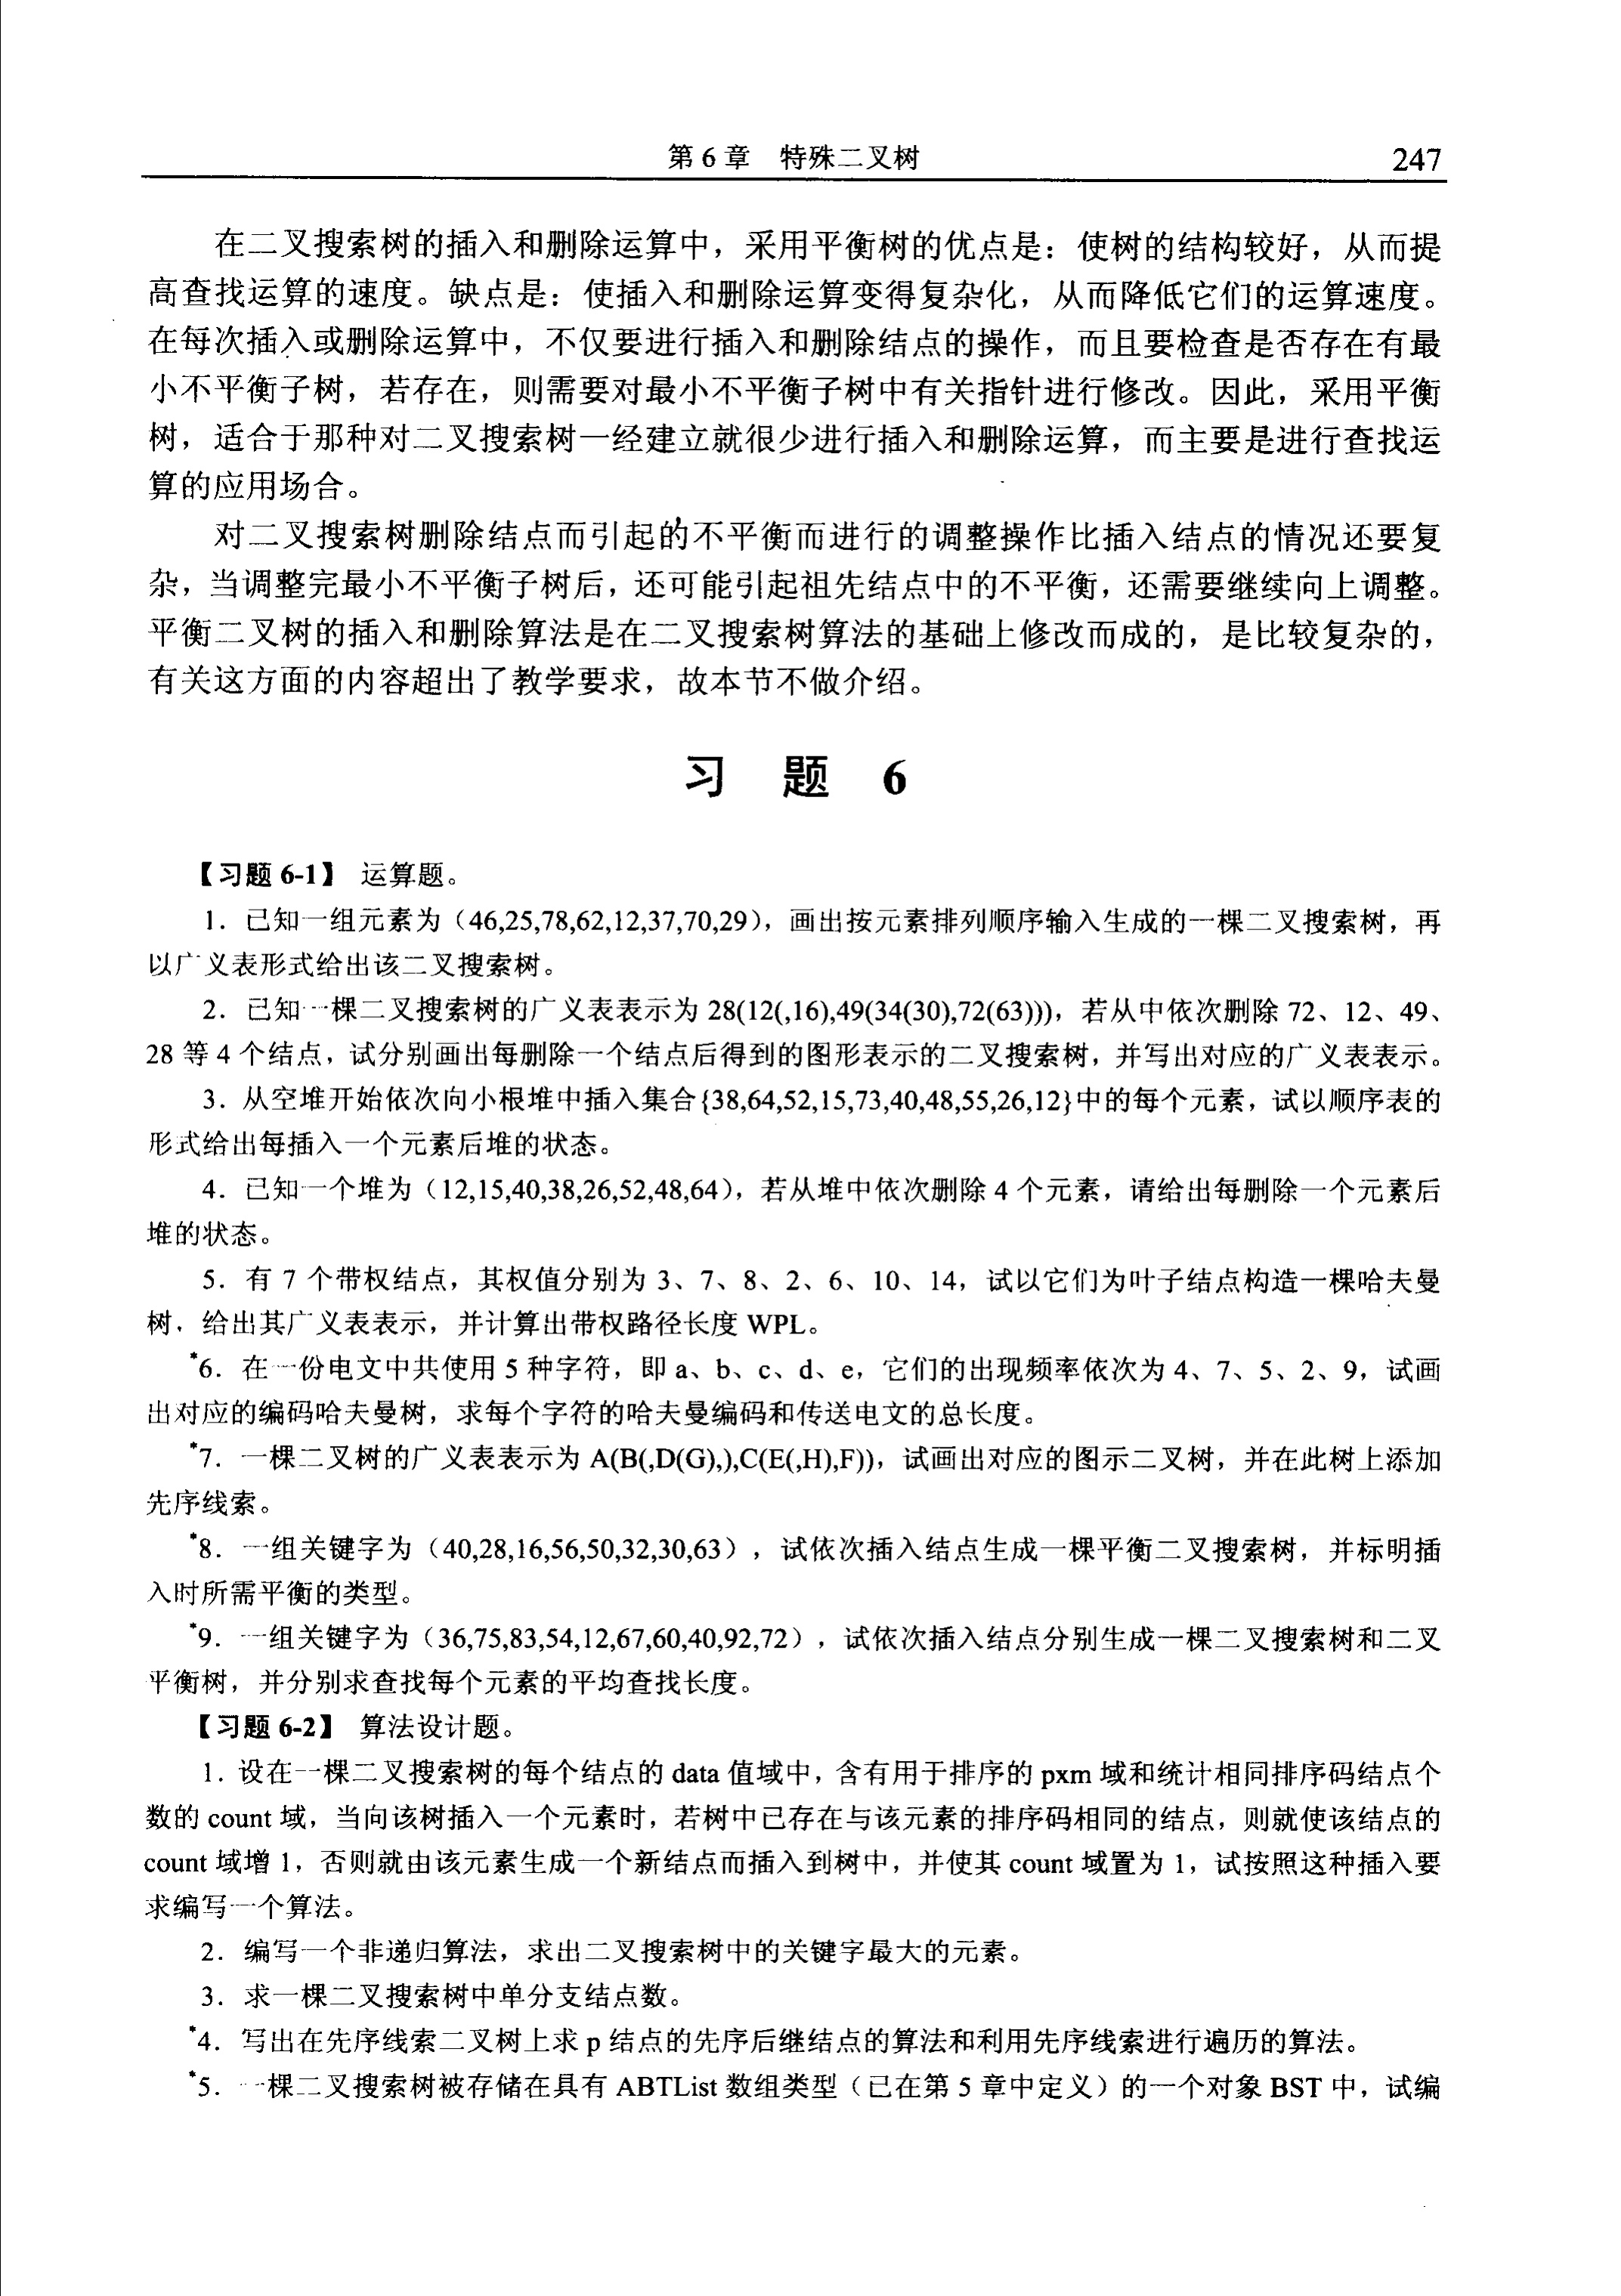 第 6 章 特殊二叉树
247
在二叉搜索树的插入和删除运算中，采用平衡树的优点是：使树的结构较好，从而提
高查找运算的速度。缺点是：使插入和删除运算变得复杂化，从而降低它们的运算速度。
在每次插入或删除运算中，不仅要进行插入和删除结点的操作，而且要检查是否存在有最
小不平衡子树，若存在，则需要对最小不平衡子树中有关指针进行修改。因此，采用平衡
树，适合于那种对二叉搜索树一经建立就很少进行插入和删除运算，而主要是进行查找运
算的应用场合。
对二叉搜索树删除结点而引起的不平衡而进行的调整操作比插入结点的情况还要复
杂，当调整完最小不平衡子树后，还可能引起祖先结点中的不平衡，还需要继续向上调整。
平衡二叉树的插入和删除算法是在二叉搜索树算法的基础上修改而成的，是比较复杂的，
有关这方面的内容超出了教学要求，故本节不做介绍。
习 题 6
【习题 6-1】 运算题。
1．已知一组元素为（46,25,78,62,12,37,70,29），画出按元素排列顺序输入生成的一棵二叉搜索树，再
以广义表形式给出该二叉搜索树。
2．已知一棵二叉搜索树的广义表表示为 28(12(,16),49(34(30),72(63)))，若从中依次删除 72、12、49、
28 等 4 个结点，试分别画出每删除一个结点后得到的图形表示的二叉搜索树，并写出对应的广义表表示。
3．从空堆开始依次向小根堆中插入集合{38,64,52,15,73,40,48,55,26,12}中的每个元素，试以顺序表的
形式给出每插入一个元素后堆的状态。
4．已知一个堆为（12,15,40,38,26,52,48,64），若从堆中依次删除 4 个元素，请给出每删除一个元素后
堆的状态。
5．有 7 个带权结点，其权值分别为 3、7、8、2、6、10、14，试以它们为叶子结点构造一棵哈夫曼
树，给出其广义表表示，并计算出带权路径长度 WPL。
*6．在一份电文中共使用 5 种字符，即 a、b、c、d、e，它们的出现频率依次为 4、7、5、2、9，试画
出对应的编码哈夫曼树，求每个字符的哈夫曼编码和传送电文的总长度。
*7．一棵二叉树的广义表表示为 A(B(,D(G),),C(E(,H),F))，试画出对应的图示二叉树，并在此树上添加
先序线索。
*8．一组关键字为（40,28,16,56,50,32,30,63），试依次插入结点生成一棵平衡二叉搜索树，并标明插
入时所需平衡的类型。
*9．一组关键字为（36,75,83,54,12,67,60,40,92,72），试依次插入结点分别生成一棵二叉搜索树和二叉
平衡树，并分别求查找每个元素的平均查找长度。
【习题 6-2】 算法设计题。
1. 设在一棵二叉搜索树的每个结点的 data 值域中，含有用于排序的 pxm 域和统计相同排序码结点个
数的 count 域，当向该树插入一个元素时，若树中已存在与该元素的排序码相同的结点，则就使该结点的
count 域增 1，否则就由该元素生成一个新结点而插入到树中，并使其 count 域置为 1，试按照这种插入要
求编写一个算法。
2．编写一个非递归算法，求出二叉搜索树中的关键字最大的元素。
3．求一棵二叉搜索树中单分支结点数。
*4．写出在先序线索二叉树上求 p 结点的先序后继结点的算法和利用先序线索进行遍历的算法。
*5．一棵二叉搜索树被存储在具有 ABTList 数组类型（已在第 5 章中定义）的一个对象 BST 中，试编